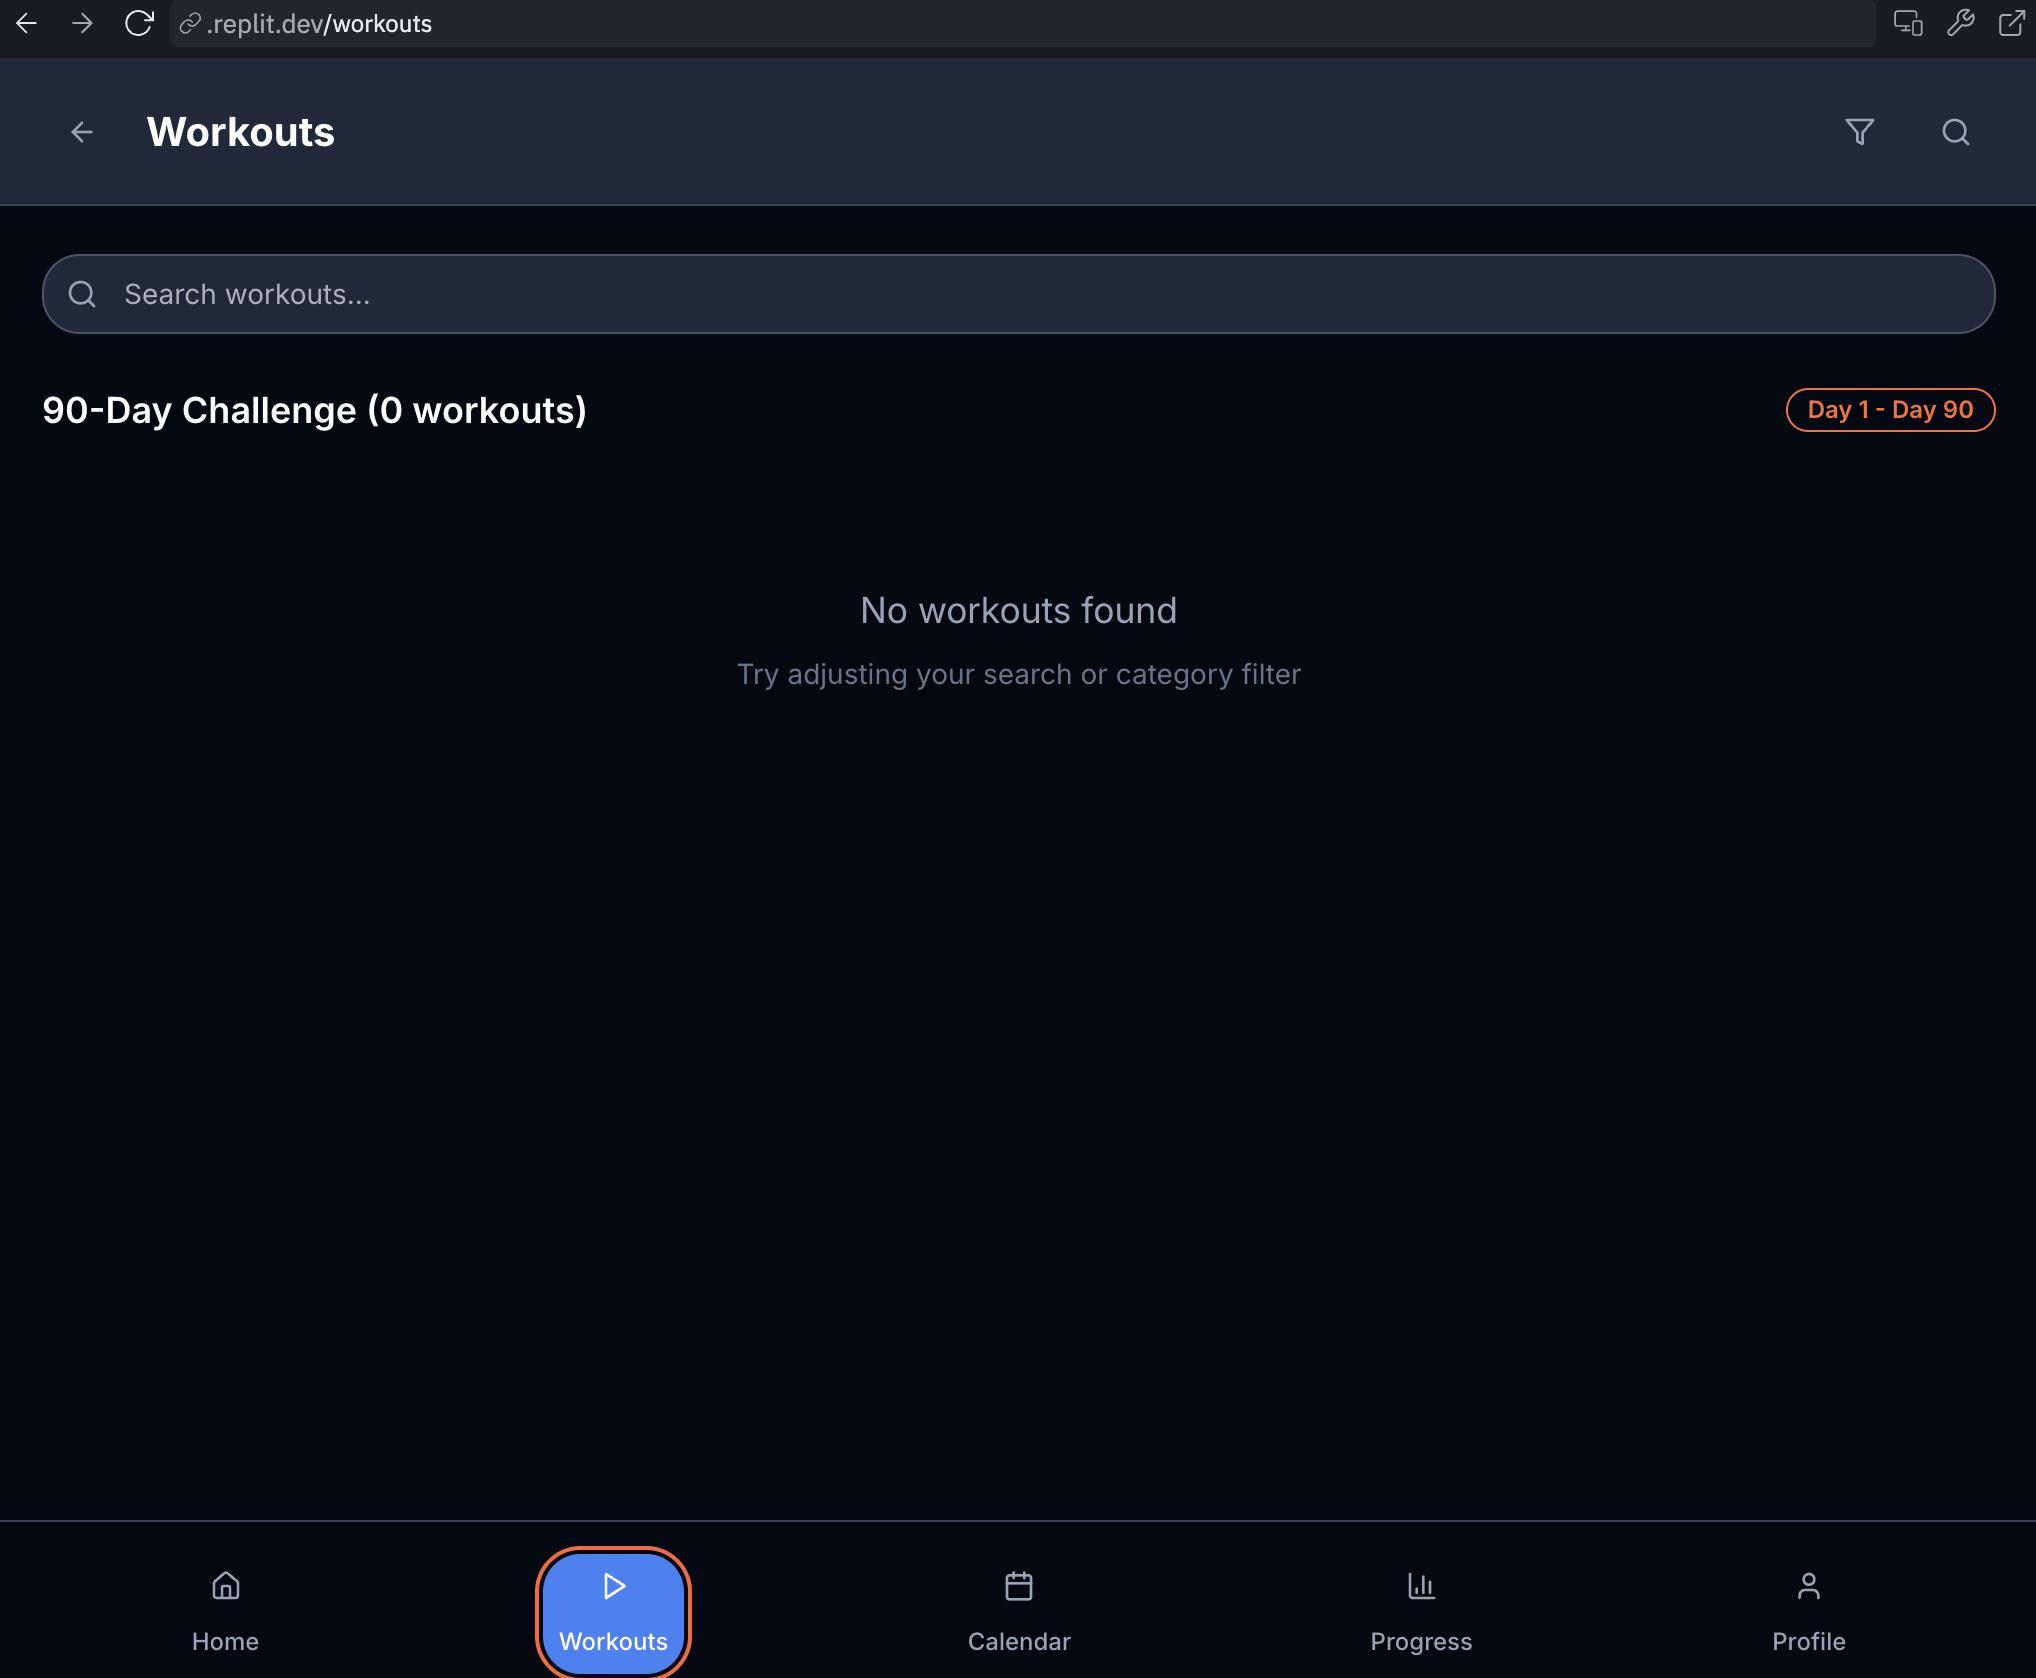 .replit.dev/workouts
Workouts
Search workouts...
90-Day Challenge (0 workouts)
Day 1 - Day 90
No workouts found
Try adjusting your search or category filter
Home
Workouts
Calendar
Progress
Profile